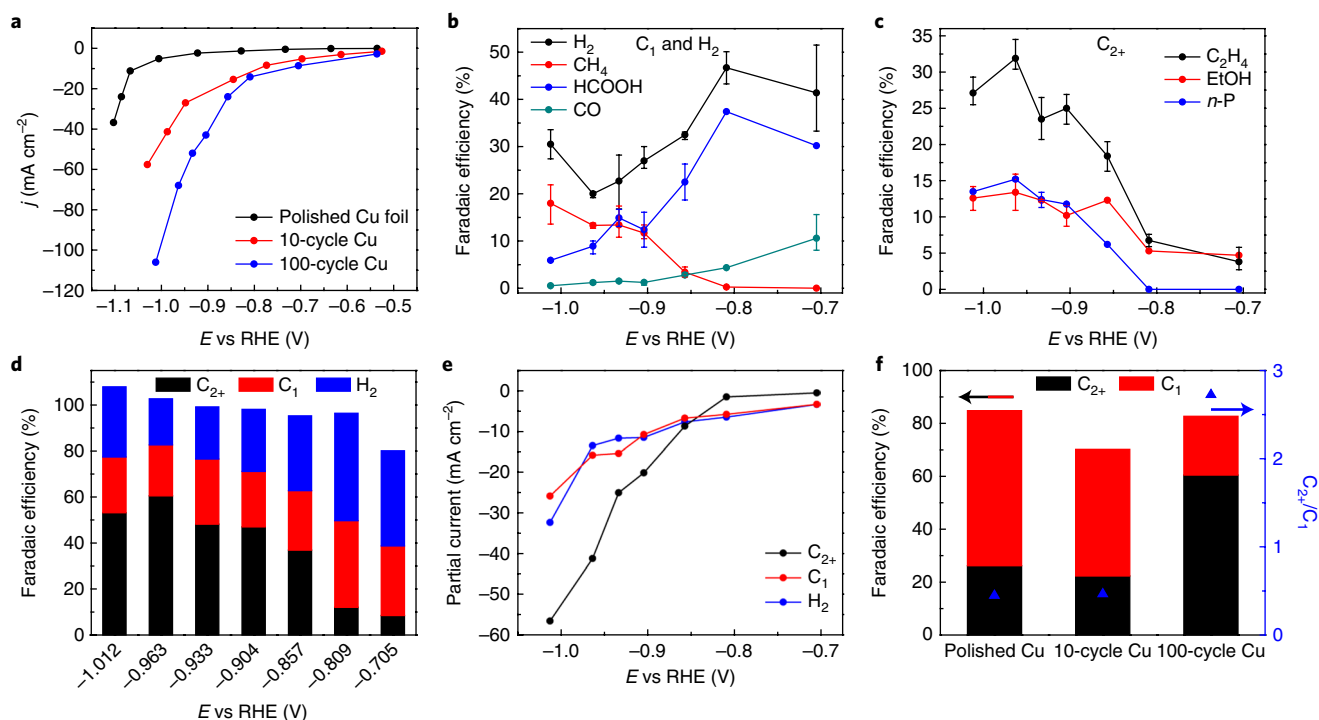 a
j (mA cm⁻²)
0
−20
−40
−60
−80
−100
−120
Polished Cu foil
10-cycle Cu
100-cycle Cu
−1.1 −1.0 −0.9 −0.8 −0.7 −0.6 −0.5
E vs RHE (V)
b
Faradaic efficiency (%)
50
40
30
20
10
0
H₂
CH₄
HCOOH
CO
C₁ and H₂
−1.0 −0.9 −0.8 −0.7
E vs RHE (V)
c
Faradaic efficiency (%)
35
30
25
20
15
10
5
0
C₂₊
C₂H₄
EtOH
n-P
−1.0 −0.9 −0.8 −0.7
E vs RHE (V)
d
Faradaic efficiency (%)
100
80
60
40
20
0
C₂₊ C₁ H₂
−1.012 −0.963 −0.933 −0.904 −0.857 −0.809 −0.705
E vs RHE (V)
e
Partial current (mA cm⁻²)
0
−10
−20
−30
−40
−50
−60
C₂₊
C₁
H₂
−1.0 −0.9 −0.8 −0.7
E vs RHE (V)
f
Faradaic efficiency (%)
100
80
60
40
20
0
C₂₊ C₁
3
2
1
0
C₂₊/C₁
Polished Cu 10-cycle Cu 100-cycle Cu